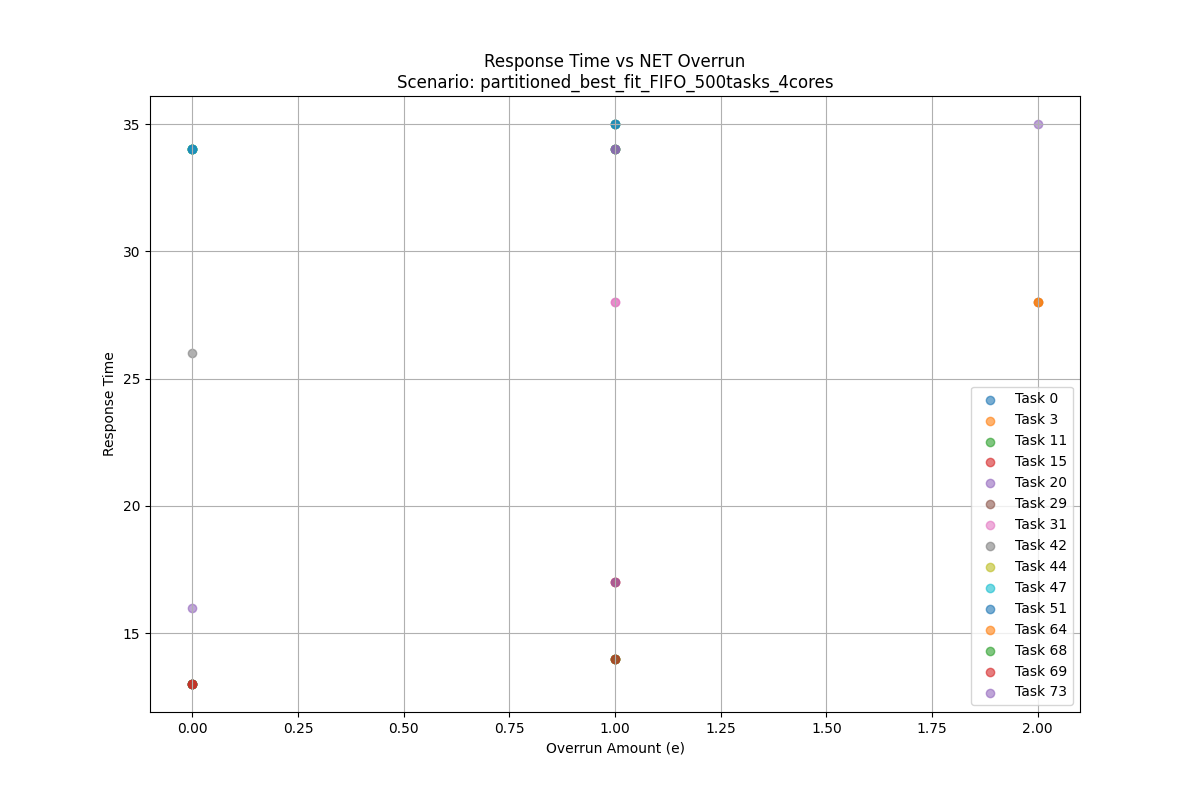 Response Time vs NET Overrun
Scenario: partitioned_best_fit_FIFO_500tasks_4cores
35
30
25
20
15
Response Time
0.00 0.25 0.50 0.75 1.00 1.25 1.50 1.75 2.00
Overrun Amount (e)
Task 0
Task 3
Task 11
Task 15
Task 20
Task 29
Task 31
Task 42
Task 44
Task 47
Task 51
Task 64
Task 68
Task 69
Task 73